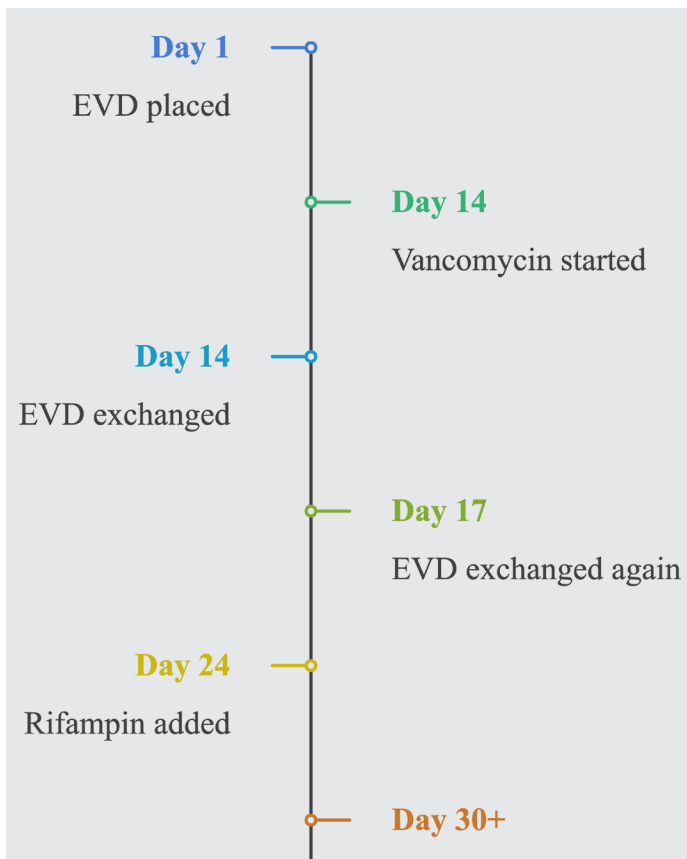 Day 1
EVD placed
Day 14
Vancomycin started
Day 14
EVD exchanged
Day 17
EVD exchanged again
Day 24
Rifampin added
Day 30+